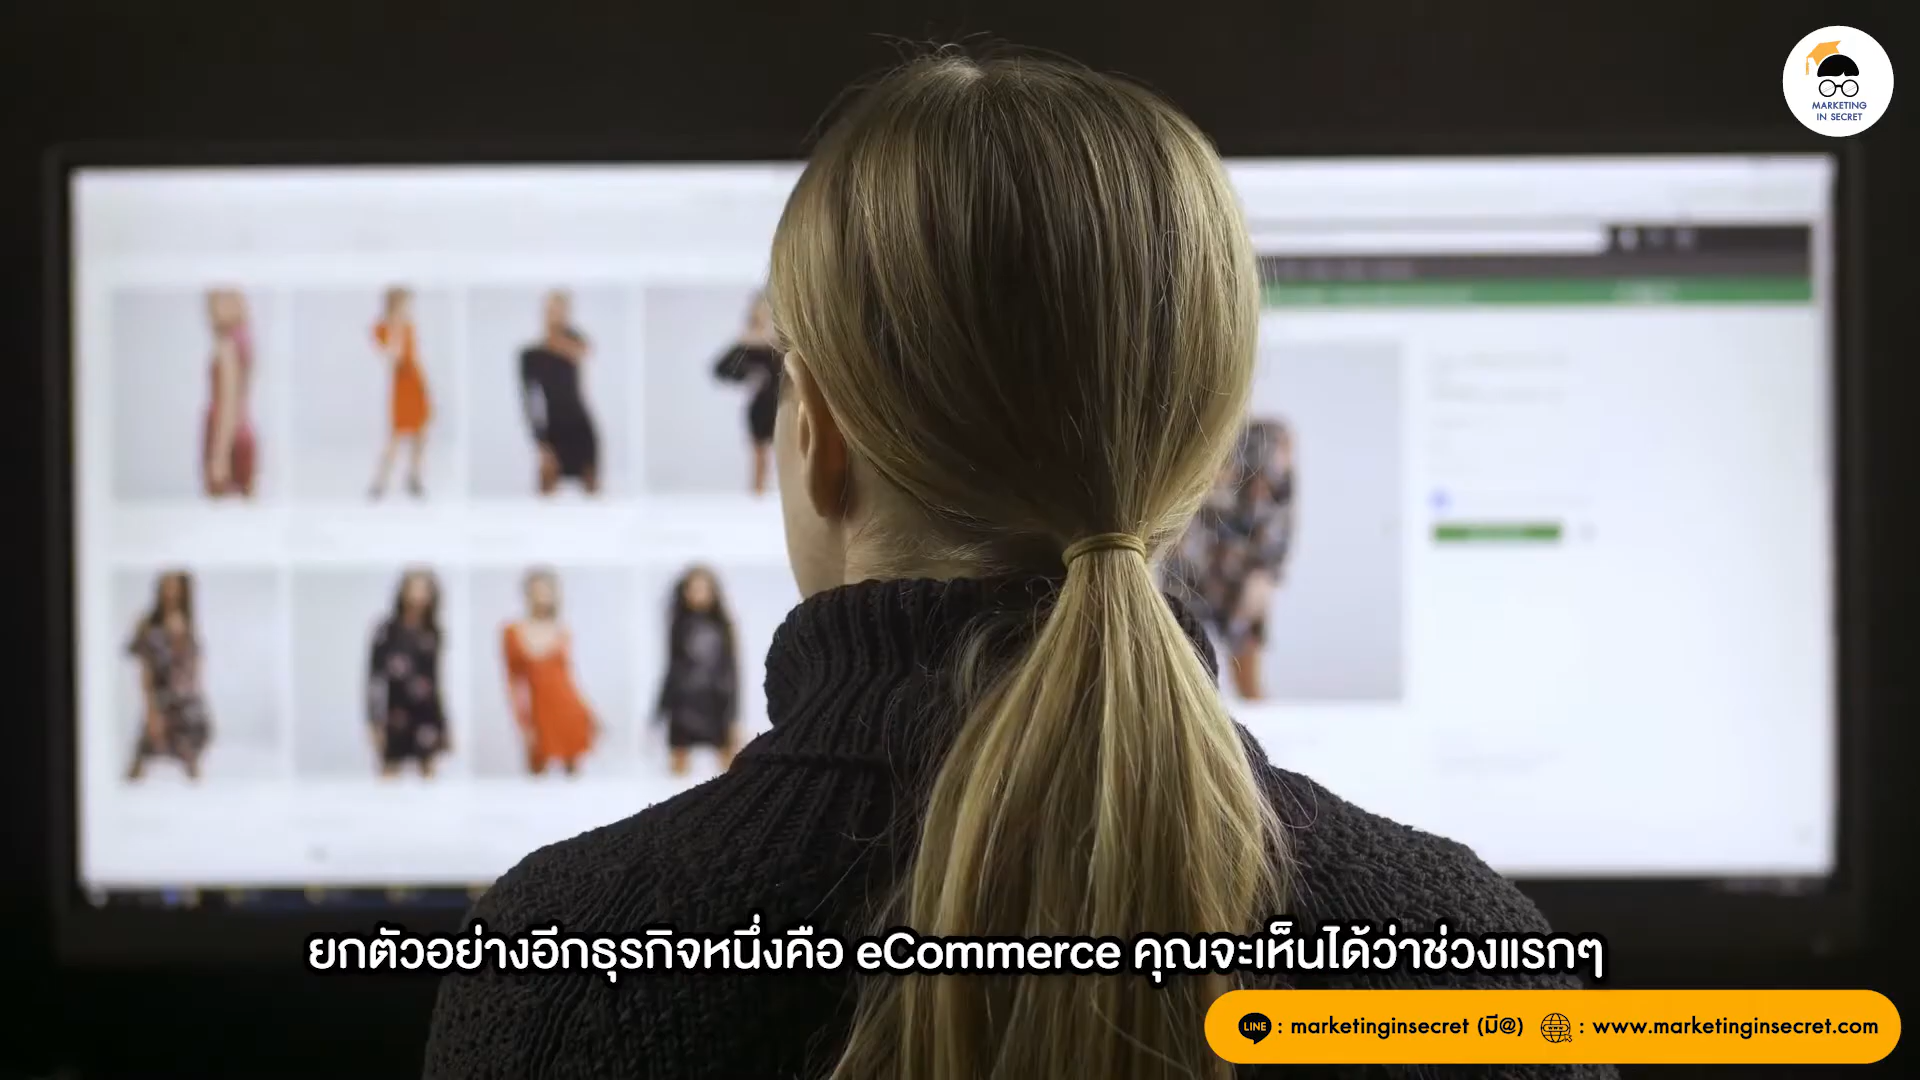 MARKETING
IN SECRET
ยกตัวอย่างอีกธุรกิจหนึ่งคือ eCommerce คุณจะเห็นได้ว่าช่วงแรกๆ
LINE : marketinginsecret (มี@) : www.marketinginsecret.com